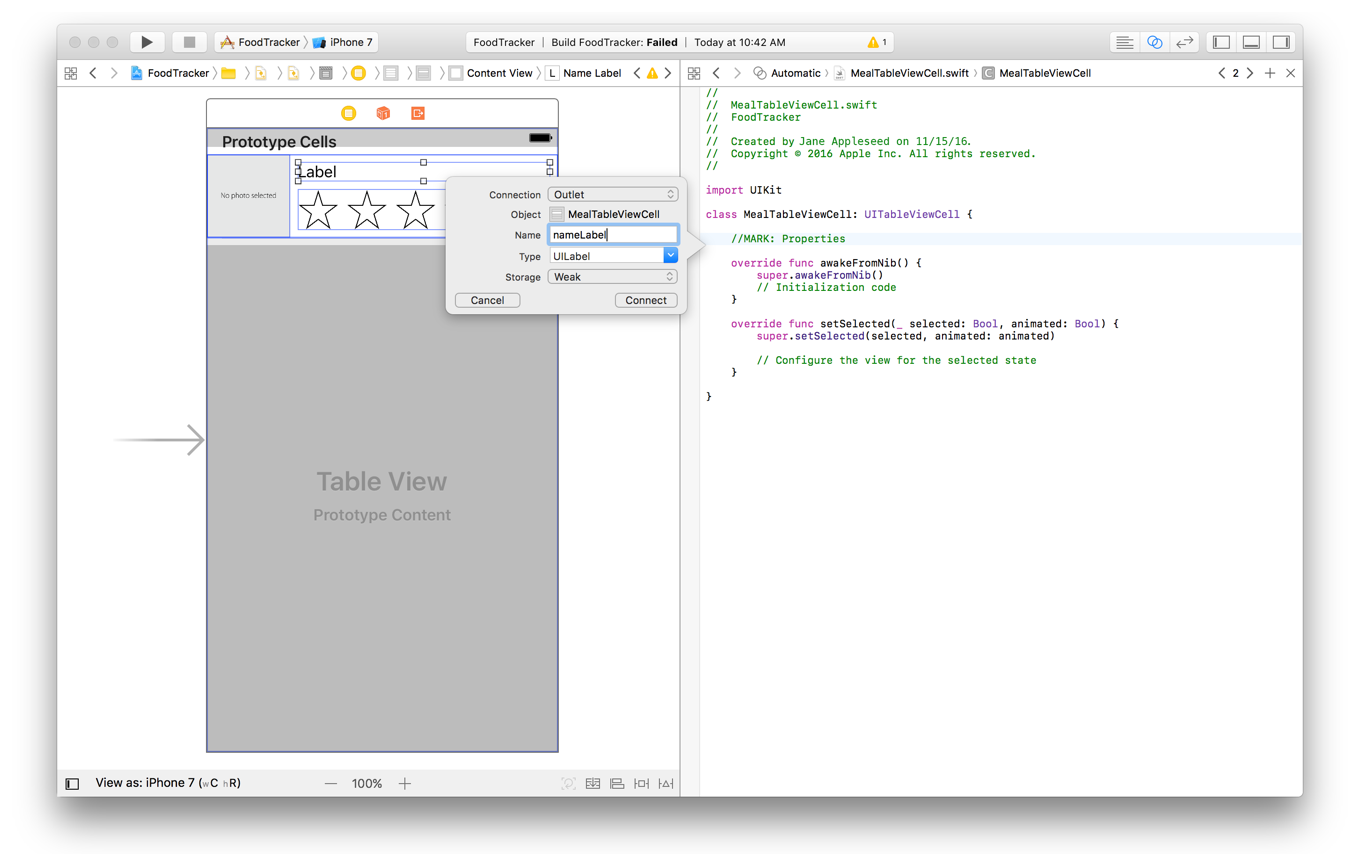 FoodTracker iPhone 7
FoodTracker | Build FoodTracker: Failed | Today at 10:42 AM
1
FoodTracker Content View L Name Label
Automatic MealTableViewCell.swift C MealTableViewCell
2
Prototype Cells
No photo selected
Label
Connection Outlet
Object MealTableViewCell
Name nameLabel
Type UILabel
Storage Weak
Cancel Connect
Table View
Prototype Content
View as: iPhone 7 (wC hR)
100%
//
// MealTableViewCell.swift
// FoodTracker
//
// Created by Jane Appleseed on 11/15/16.
// Copyright © 2016 Apple Inc. All rights reserved.
//
import UIKit
class MealTableViewCell: UITableViewCell {
//MARK: Properties
override func awakeFromNib() {
super.awakeFromNib()
// Initialization code
}
override func setSelected(_ selected: Bool, animated: Bool) {
super.setSelected(selected, animated: animated)
// Configure the view for the selected state
}
}